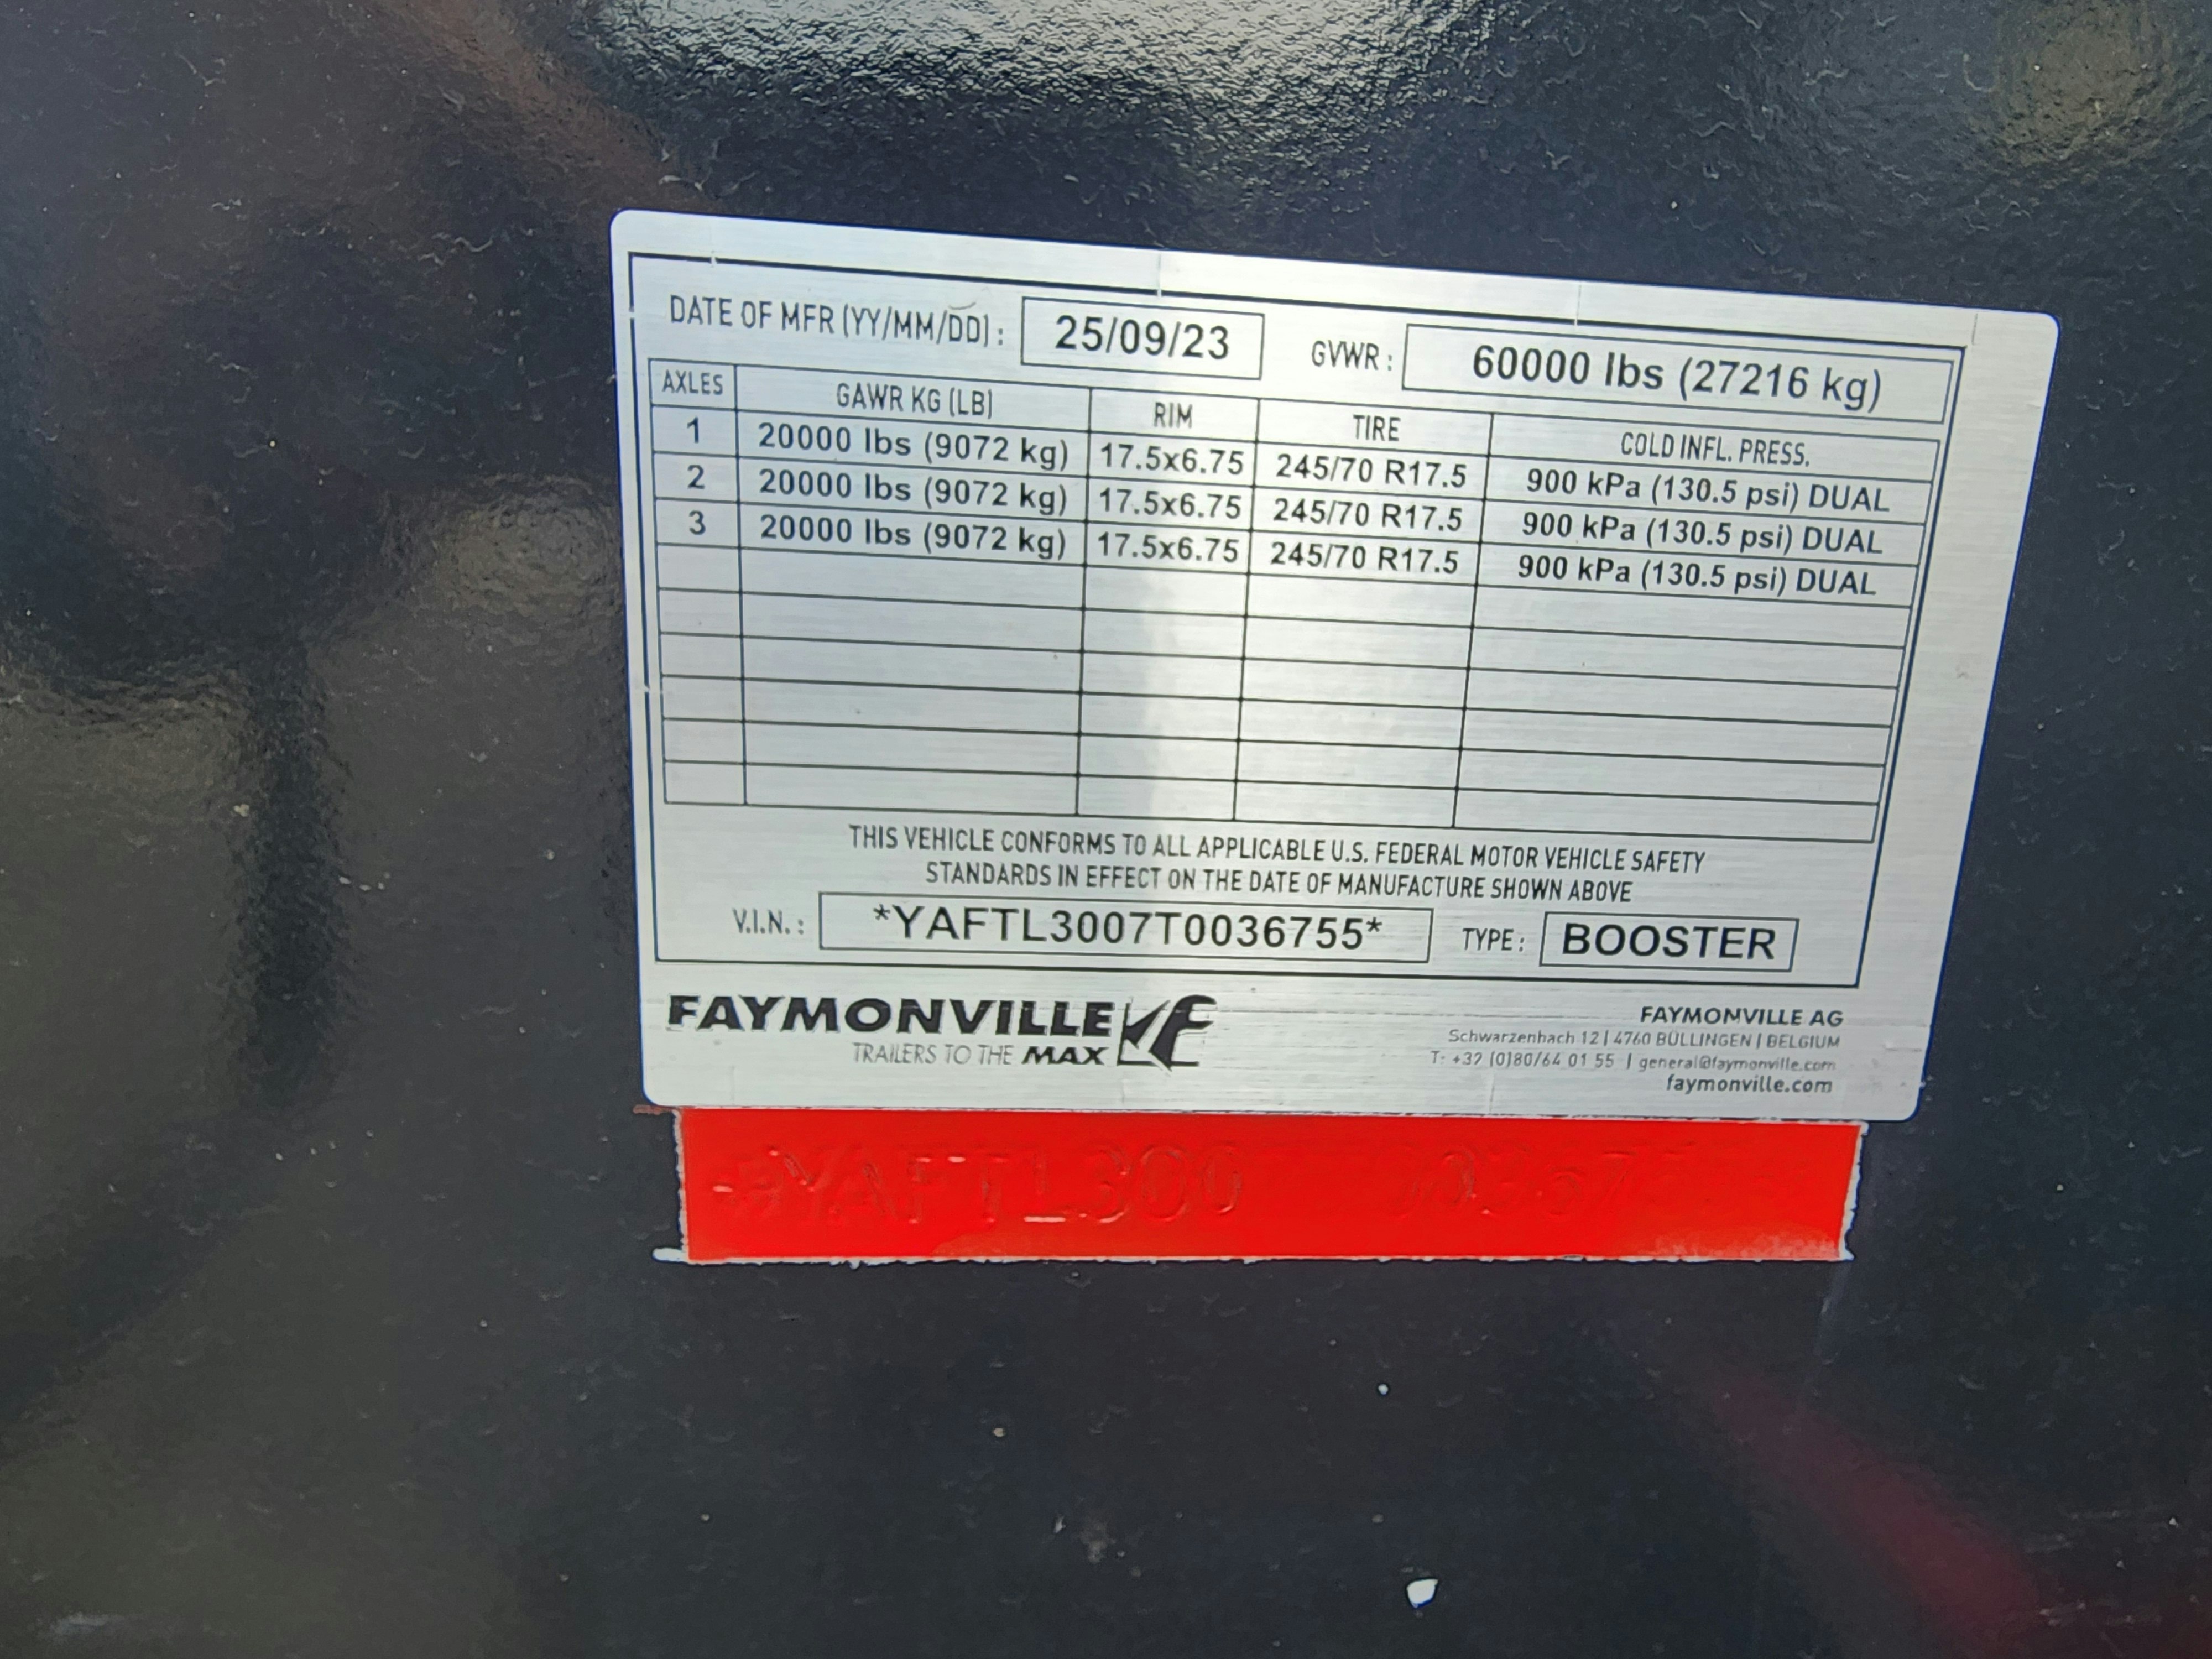 DATE OF MFR (YY/MM/DD) : 25/09/23 GVWR : 60000 lbs (27216 kg)
AXLES GAWR KG (LB) RIM TIRE COLD INFL. PRESS.
1 20000 lbs (9072 kg) 17.5x6.75 245/70 R17.5 900 kPa (130.5 psi) DUAL
2 20000 lbs (9072 kg) 17.5x6.75 245/70 R17.5 900 kPa (130.5 psi) DUAL
3 20000 lbs (9072 kg) 17.5x6.75 245/70 R17.5 900 kPa (130.5 psi) DUAL
THIS VEHICLE CONFORMS TO ALL APPLICABLE U.S. FEDERAL MOTOR VEHICLE SAFETY
STANDARDS IN EFFECT ON THE DATE OF MANUFACTURE SHOWN ABOVE
V.I.N. : *YAFTL3007T0036755* TYPE : BOOSTER
FAYMONVILLE
TRAILERS TO THE MAX
FAYMONVILLE AG
Schwarzenbach 12 | 4760 BÜLLINGEN | BELGIUM
T: +32 (0)80/64 01 55 | general@faymonville.com
faymonville.com